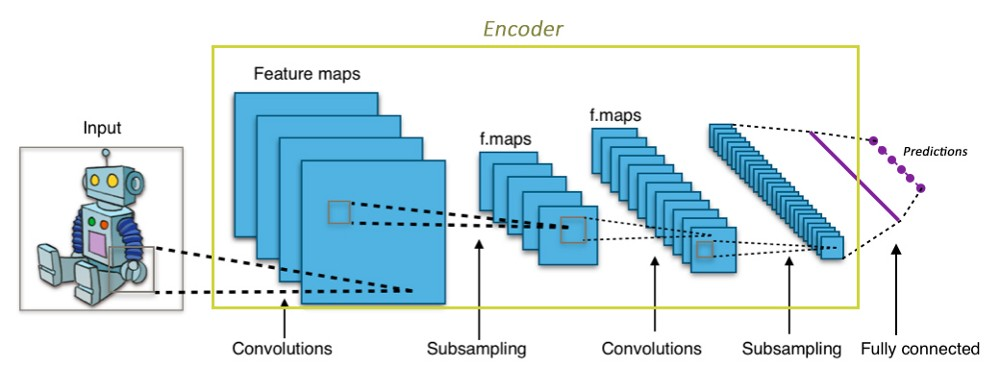 Encoder
Feature maps
f.maps
f.maps
Input
Predictions
Convolutions
Subsampling
Convolutions
Subsampling
Fully connected